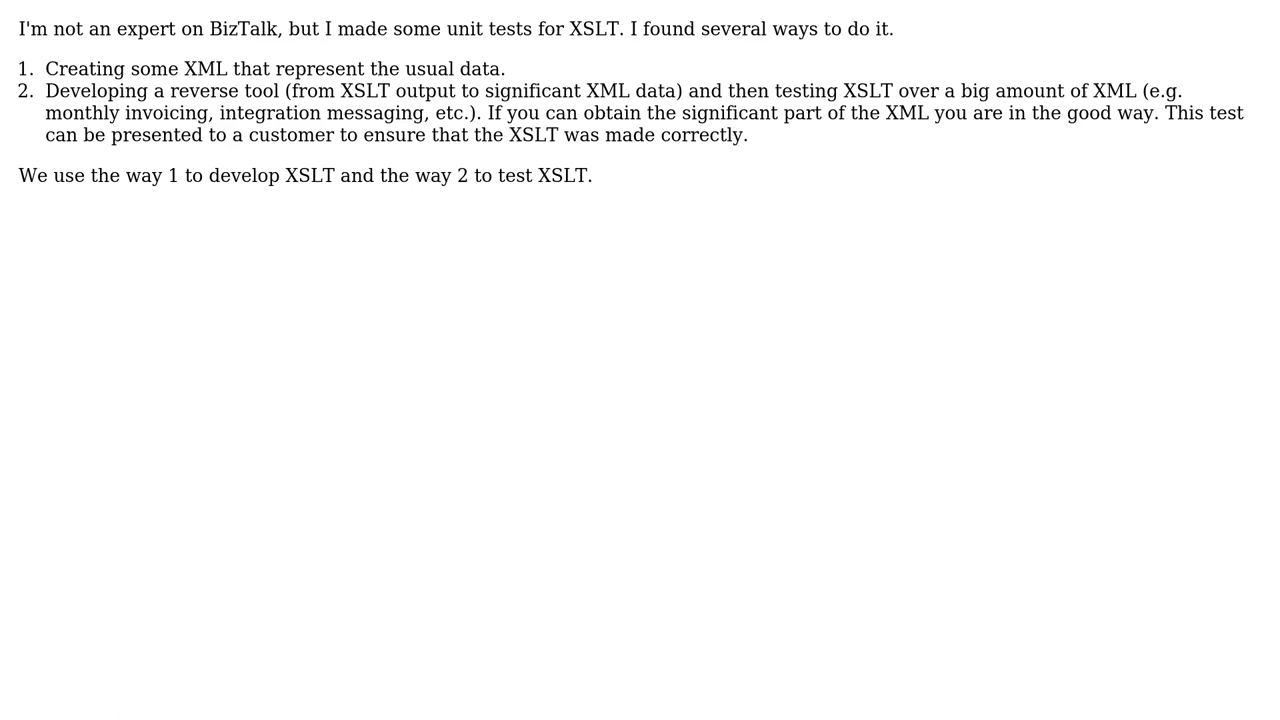 I'm not an expert on BizTalk, but I made some unit tests for XSLT. I found several ways to do it.
1. Creating some XML that represent the usual data.
2. Developing a reverse tool (from XSLT output to significant XML data) and then testing XSLT over a big amount of XML (e.g.
monthly invoicing, integration messaging, etc.). If you can obtain the significant part of the XML you are in the good way. This test
can be presented to a customer to ensure that the XSLT was made correctly.
We use the way 1 to develop XSLT and the way 2 to test XSLT.